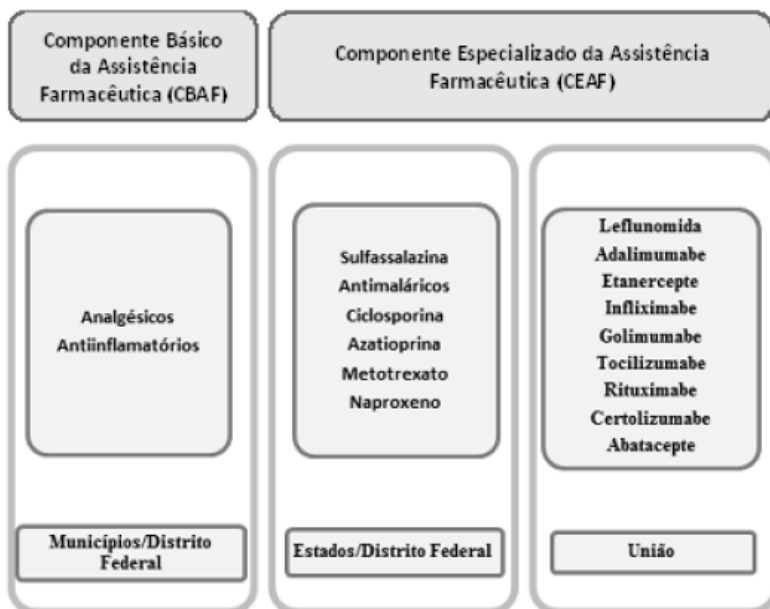 Componente Básico
da Assistência
Farmacêutica (CBAF)
Componente Especializado da Assistência
Farmacêutica (CEAF)
Analgésicos
Antiinflamatórios
Municípios/Distrito
Federal
Sulfassalazina
Antimaláricos
Ciclosporina
Azatioprina
Metotrexato
Naproxeno
Estados/Distrito Federal
Leflunomida
Adalimumabe
Etanercepte
Infliximabe
Golimumabe
Tocilizumabe
Rituximabe
Certolizumabe
Abatacepte
União